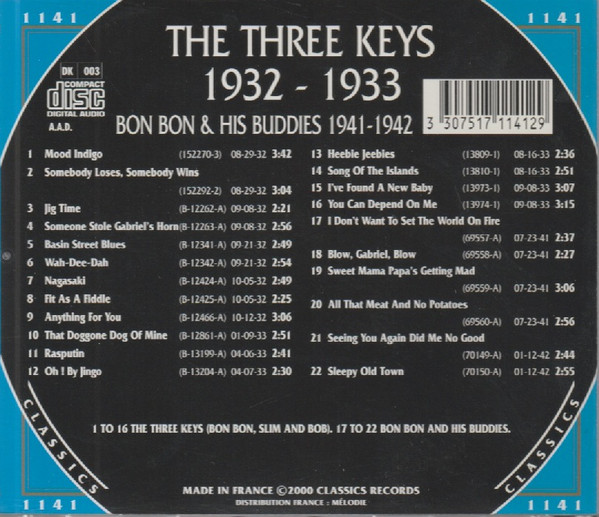 1141
1141
THE THREE KEYS
1932 - 1933
DK 003
COMPACT
disc
DIGITAL AUDIO
A.A.D.
BON BON & HIS BUDDIES 1941-1942
3 307517 114129
1 Mood Indigo (152270-3) 08-29-32 3:42
2 Somebody Loses, Somebody Wins
(152292-2) 08-29-32 3:04
3 Jig Time (B-12262-A) 09-08-32 2:21
4 Someone Stole Gabriel's Horn (B-12263-A) 09-08-32 2:56
5 Basin Street Blues (B-12341-A) 09-21-32 2:49
6 Wah-Dee-Dah (B-12342-A) 09-21-32 2:54
7 Nagasaki (B-12424-A) 10-05-32 2:49
8 Fit As A Fiddle (B-12425-A) 10-05-32 2:25
9 Anything For You (B-12466-A) 10-12-32 3:06
10 That Doggone Dog Of Mine (B-12861-A) 01-09-33 2:51
11 Rasputin (B-13199-A) 04-06-33 2:41
12 Oh ! By Jingo (B-13204-A) 04-07-33 2:30
13 Heebie Jeebies (13809-1) 08-16-33 2:36
14 Song Of The Islands (13810-1) 08-16-33 2:51
15 I've Found A New Baby (13973-1) 09-08-33 3:07
16 You Can Depend On Me (13974-1) 09-08-33 3:15
17 I Don't Want To Set The World On Fire
(69557-A) 07-23-41 2:37
18 Blow, Gabriel, Blow (69558-A) 07-23-41 2:27
19 Sweet Mama Papa's Getting Mad
(69559-A) 07-23-41 3:06
20 All That Meat And No Potatoes
(69560-A) 07-23-41 2:56
21 Seeing You Again Did Me No Good
(70149-A) 01-12-42 2:44
22 Sleepy Old Town (70150-A) 01-12-42 2:55
1 TO 16 THE THREE KEYS (BON BON, SLIM AND BOB). 17 TO 22 BON BON AND HIS BUDDIES.
CLASSICS
CLASSICS
MADE IN FRANCE ©2000 CLASSICS RECORDS
DISTRIBUTION FRANCE : MÉLODIE
1141
1141